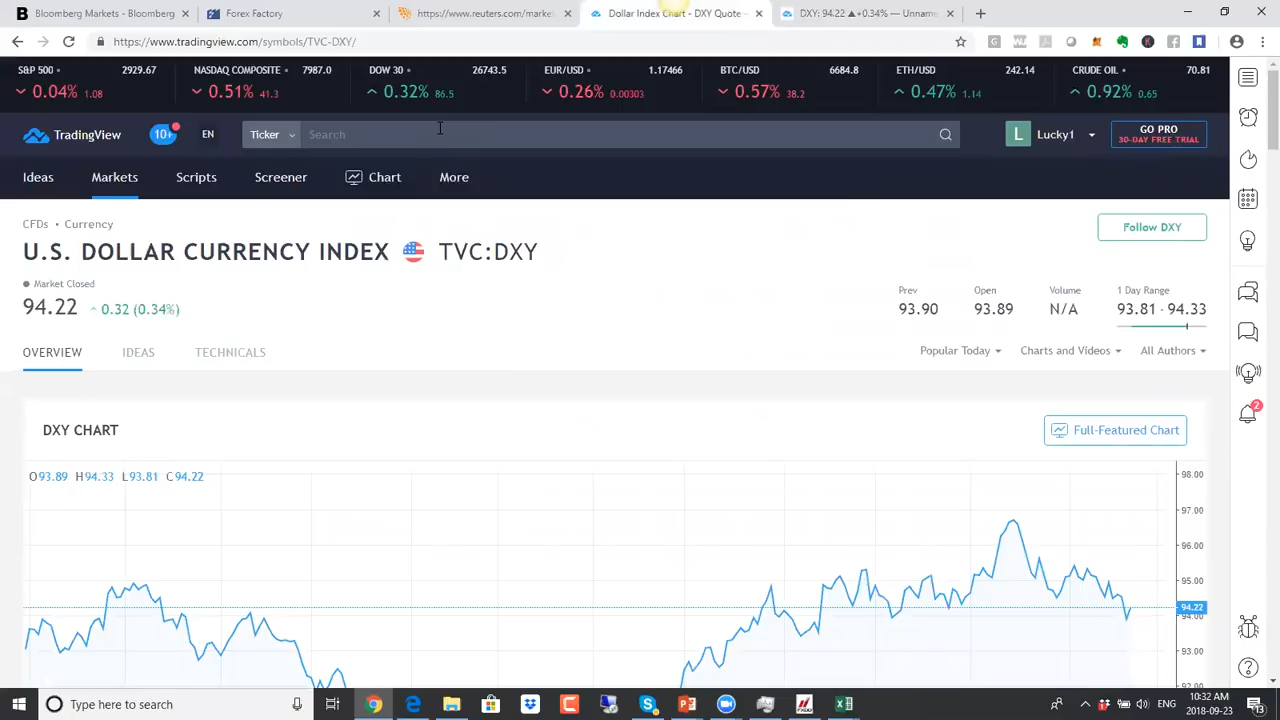 Bloomberg Markets - Bloomberg
Forex Factory
https://www.reuters.com/market
Dollar Index Chart - DXY Quote -
DXY: 94.22 ▲+0.34% — Unname
https://www.tradingview.com/symbols/TVC-DXY/
S&P 500 2929.67
0.04% 1.08
NASDAQ COMPOSITE 7987.0
0.51% 41.3
DOW 30 26743.5
0.32% 86.5
EUR/USD 1.17466
0.26% 0.00303
BTC/USD 6684.8
0.57% 38.2
ETH/USD 242.14
0.47% 1.14
CRUDE OIL 70.81
0.92% 0.65
TradingView 10+ EN Ticker Search L Lucky1
GO PRO
30-DAY FREE TRIAL
Ideas Markets Scripts Screener Chart More
CFDs • Currency
U.S. DOLLAR CURRENCY INDEX TVC:DXY
Follow DXY
Market Closed
94.22 0.32 (0.34%)
Prev Open Volume 1 Day Range
93.90 93.89 N/A 93.81 - 94.33
OVERVIEW IDEAS TECHNICALS
Popular Today Charts and Videos All Authors
DXY CHART
Full-Featured Chart
O93.89 H94.33 L93.81 C94.22
98.00
97.00
96.00
95.00
94.22
94.00
93.00
92.00
2
Type here to search
ENG
10:32 AM
2018-09-23
13